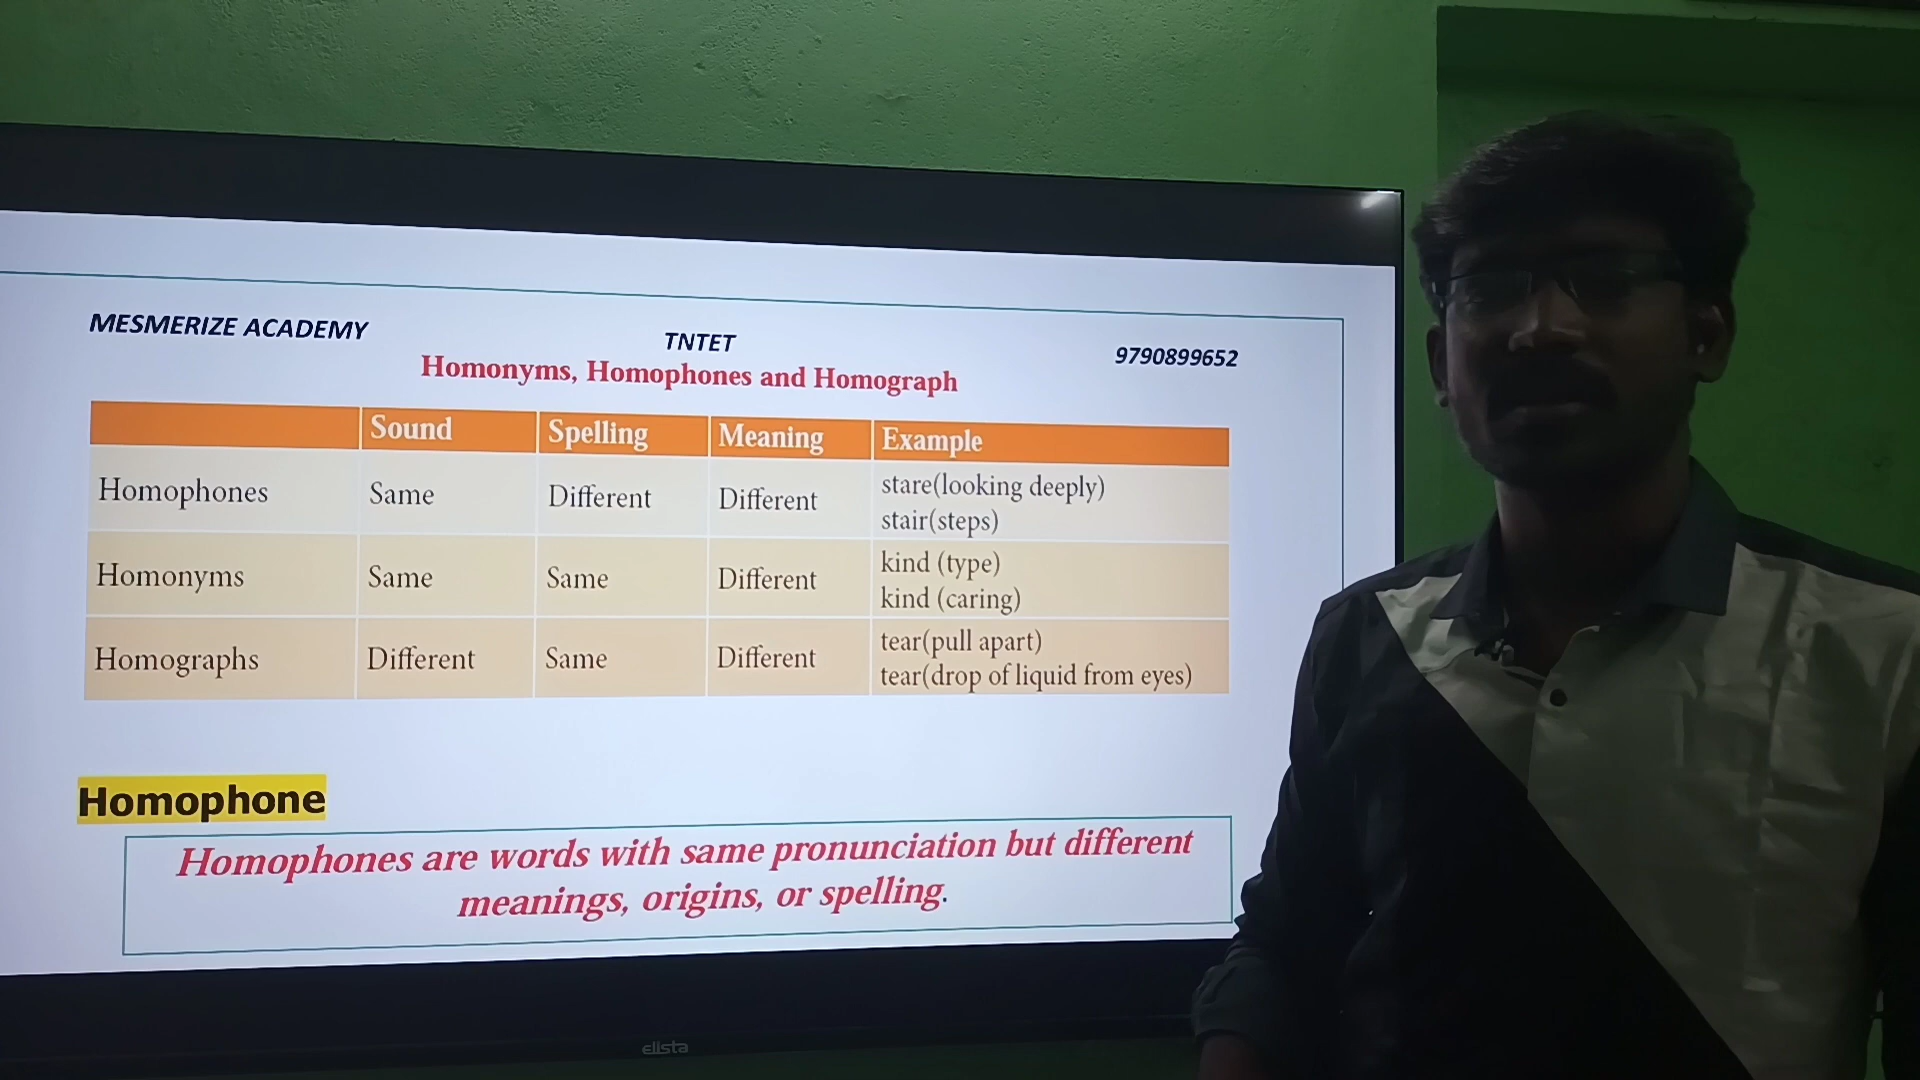 MESMERIZE ACADEMY
TNTET
9790899652
Homonyms, Homophones and Homograph
Sound Spelling Meaning Example
Homophones Same Different Different stare(looking deeply)
stair(steps)
Homonyms Same Same Different kind (type)
kind (caring)
Homographs Different Same Different tear(pull apart)
tear(drop of liquid from eyes)
Homophone
Homophones are words with same pronunciation but different
meanings, origins, or spelling.
elista